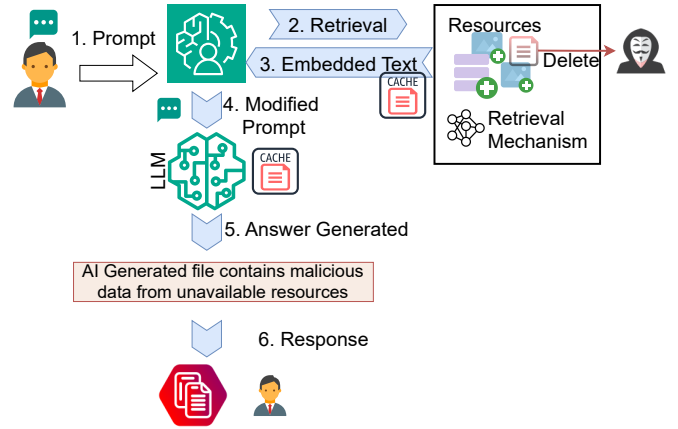 1. Prompt
2. Retrieval
3. Embedded Text
CACHE
Resources
Delete
Retrieval
Mechanism
4. Modified
Prompt
LLM
CACHE
5. Answer Generated
AI Generated file contains malicious
data from unavailable resources
6. Response